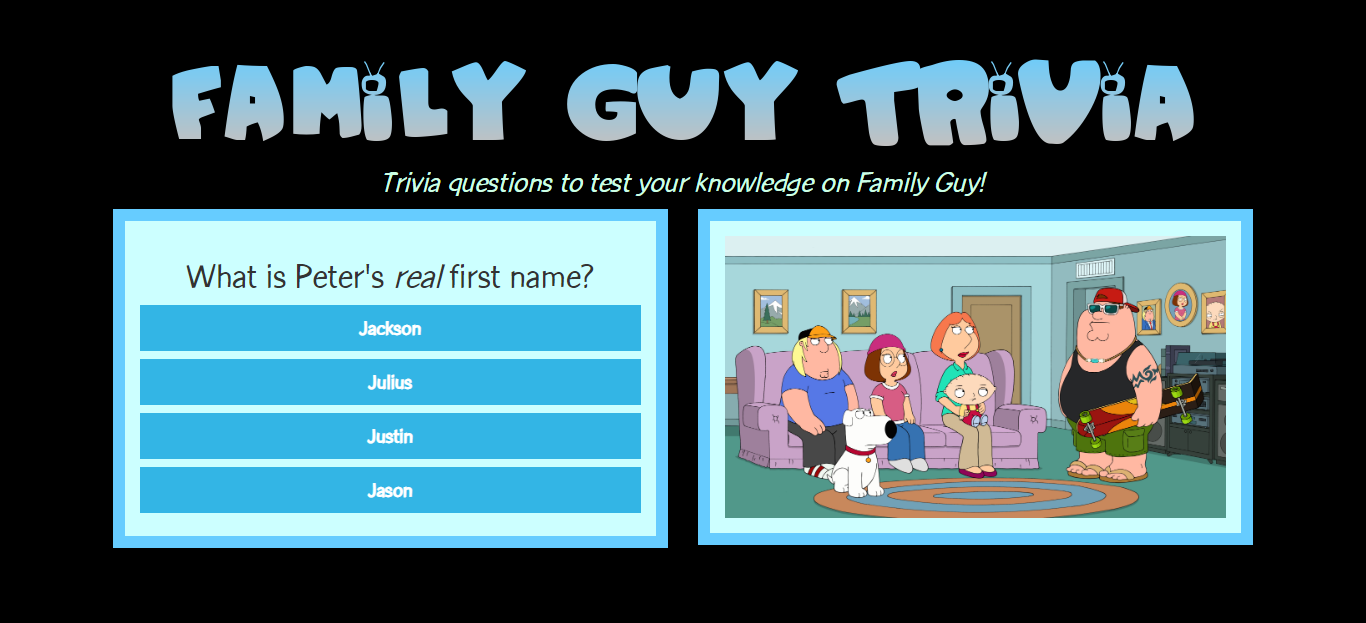 FAMiLY GUY TRiViA
Trivia questions to test your knowledge on Family Guy!
What is Peter's real first name?
Jackson
Julius
Justin
Jason